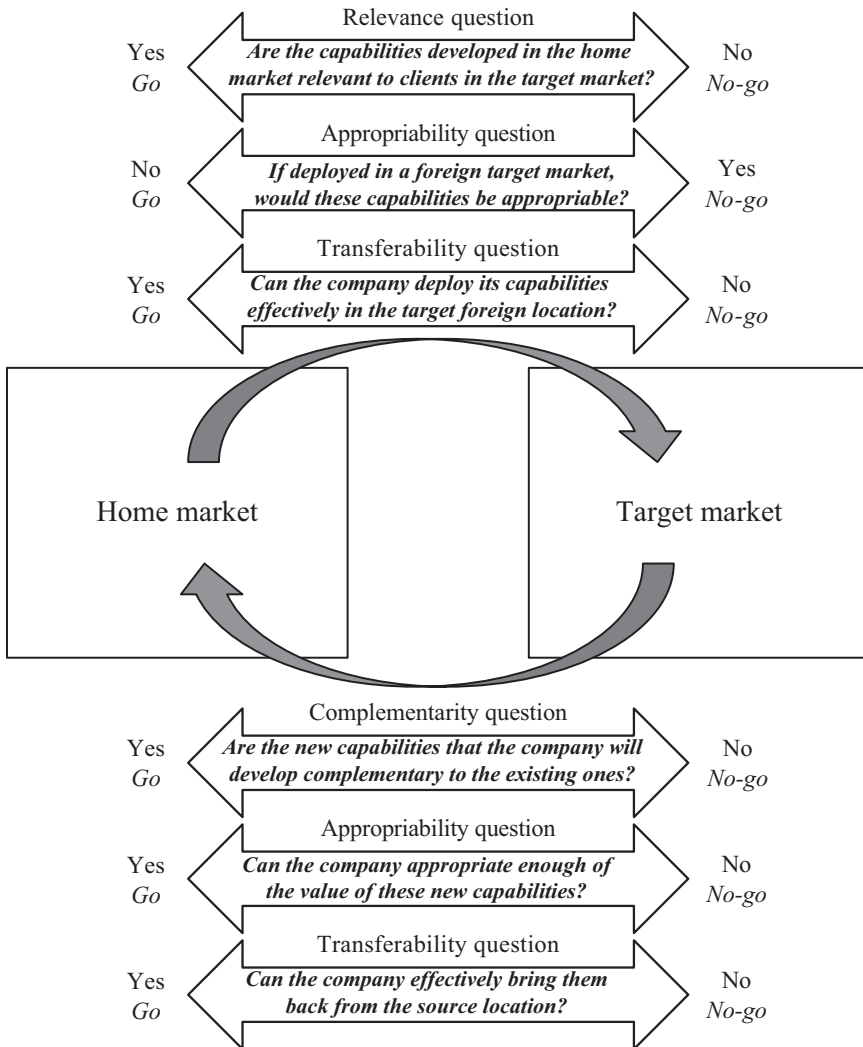 Relevance question
Yes
Go
Are the capabilities developed in the home
market relevant to clients in the target market?
No
No-go
Appropriability question
No
Go
If deployed in a foreign target market,
would these capabilities be appropriable?
Yes
No-go
Transferability question
Yes
Go
Can the company deploy its capabilities
effectively in the target foreign location?
No
No-go
Home market
Target market
Complementarity question
Yes
Go
Are the new capabilities that the company will
develop complementary to the existing ones?
No
No-go
Appropriability question
Yes
Go
Can the company appropriate enough of
the value of these new capabilities?
No
No-go
Transferability question
Yes
Go
Can the company effectively bring them
back from the source location?
No
No-go